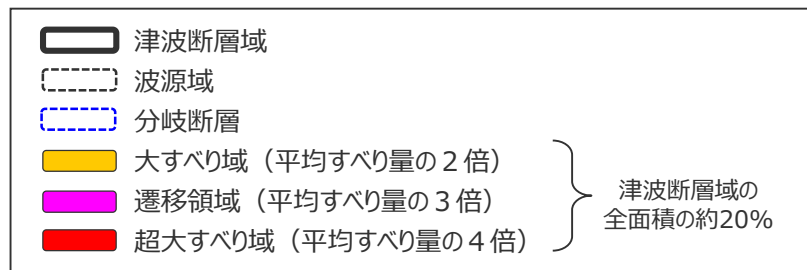 津波断層域
波源域
分岐断層
大すべり域（平均すべり量の２倍）
遷移領域（平均すべり量の３倍）
超大すべり域（平均すべり量の４倍）
津波断層域の
全面積の約20%